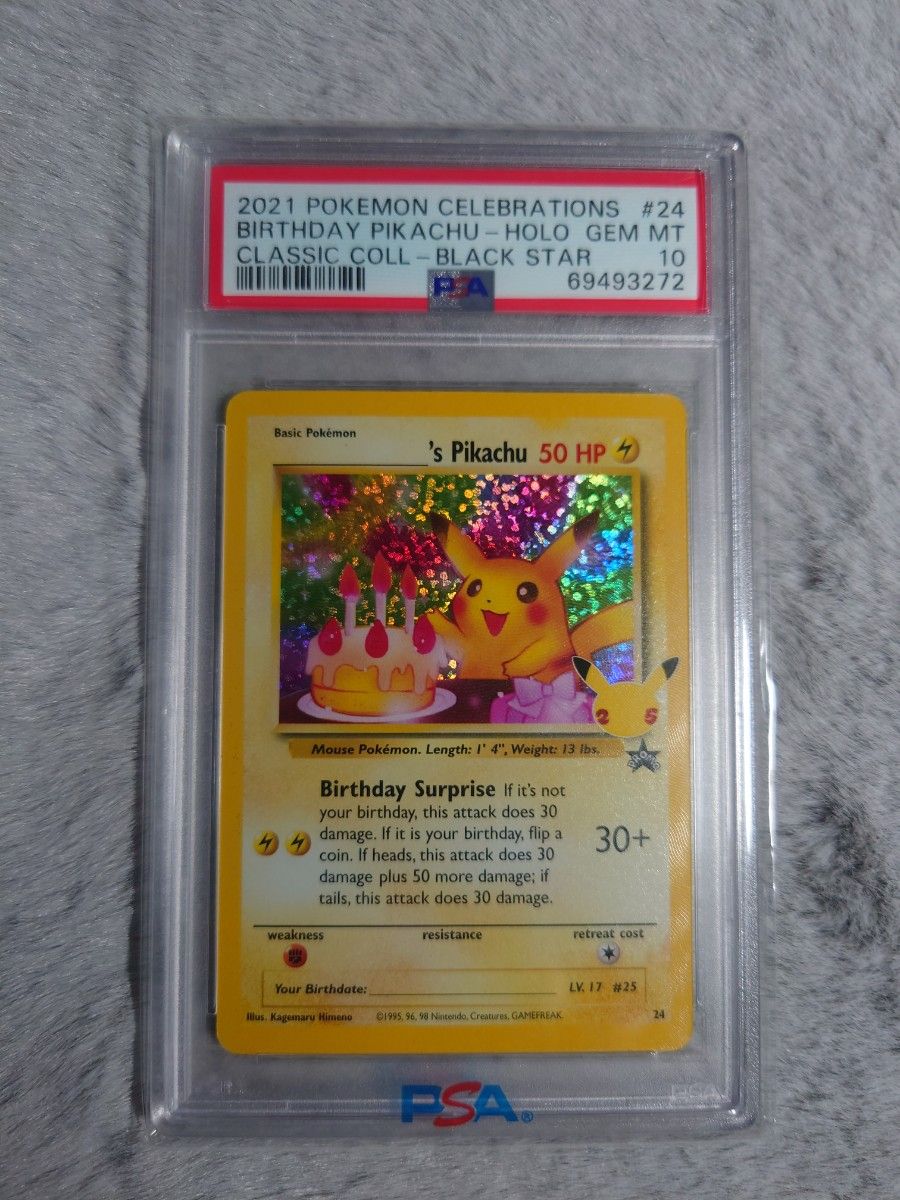 2021 POKEMON CELEBRATIONS #24
BIRTHDAY PIKACHU - HOLO GEM MT
CLASSIC COLL - BLACK STAR 10
PSA 69493272
Basic Pokémon
____________'s Pikachu 50 HP
25
Mouse Pokémon. Length: 1' 4", Weight: 13 lbs.
PROMO
Birthday Surprise If it's not
your birthday, this attack does 30
damage. If it is your birthday, flip a
coin. If heads, this attack does 30
damage plus 50 more damage; if
tails, this attack does 30 damage.
30+
weakness resistance retreat cost
Your Birthdate:____________ LV. 17 #25
Illus. Kagemaru Himeno ©1995, 96, 98 Nintendo, Creatures, GAMEFREAK. 24
PSA®